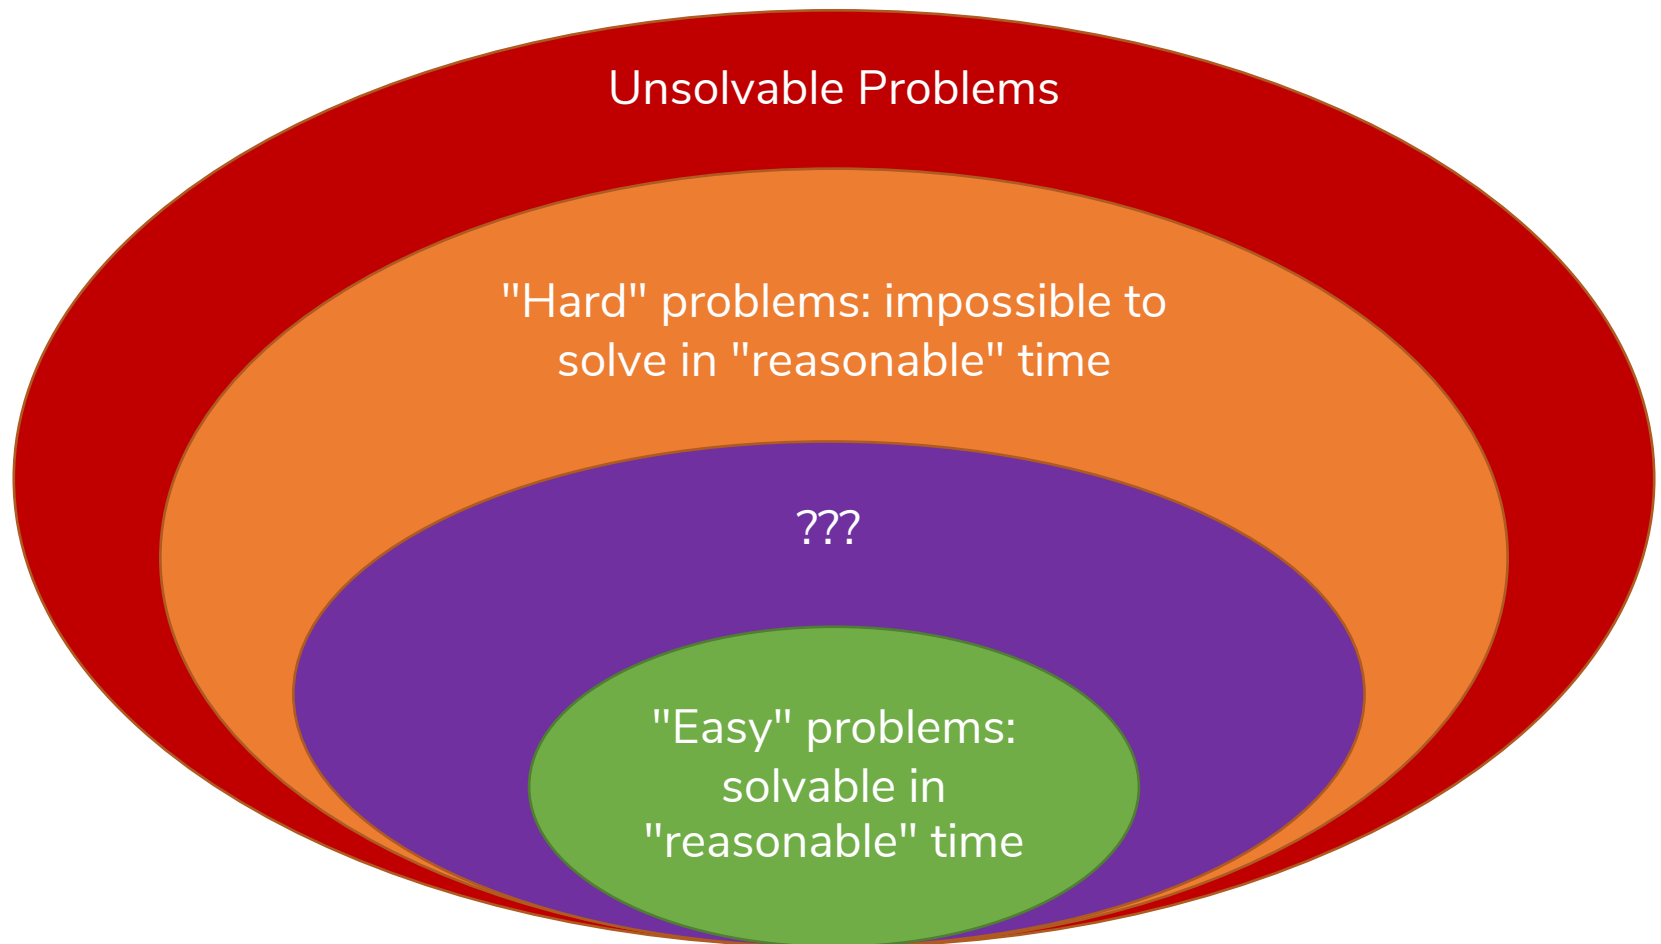 Unsolvable Problems
"Hard" problems: impossible to
solve in "reasonable" time
???
"Easy" problems:
solvable in
"reasonable" time